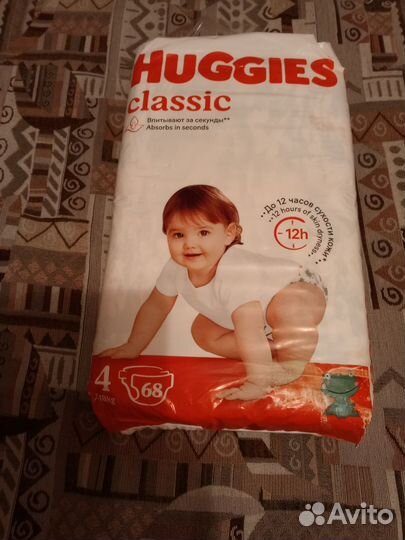 HUGGIES
classic
Впитывают за секунды**
Absorbs in seconds
**До 12 часов сухости кожи*
**12 hours of skin dryness**
12h
4
68
Avito